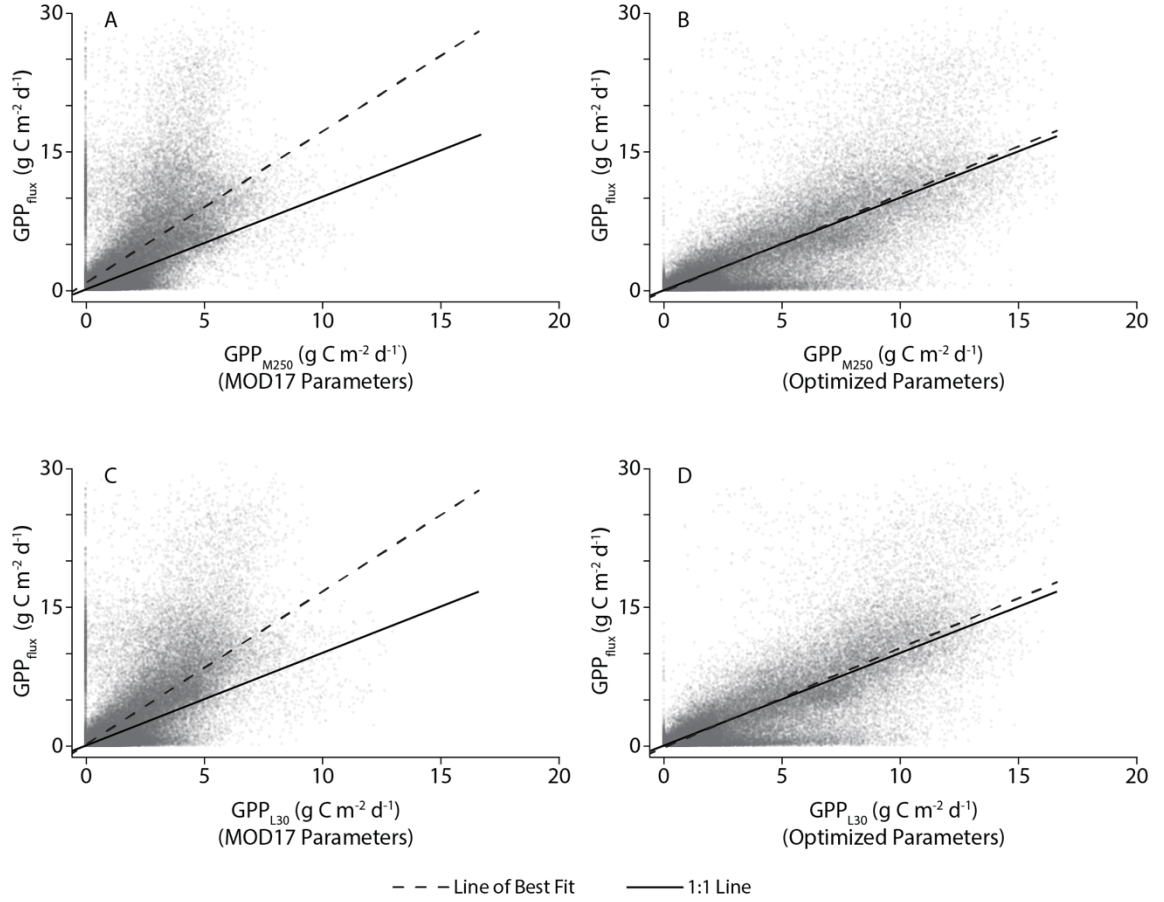 A
30
15
0
GPPflux (g C m-2 d-1)
0 5 10 15 20
GPPM250 (g C m-2 d-1`)
(MOD17 Parameters)
B
30
15
0
GPPflux (g C m-2 d-1)
0 5 10 15 20
GPPM250 (g C m-2 d-1)
(Optimized Parameters)
C
30
15
0
GPPflux (g C m-2 d-1)
0 5 10 15 20
GPPL30 (g C m-2 d-1)
(MOD17 Parameters)
D
30
15
0
GPPflux (g C m-2 d-1)
0 5 10 15 20
GPPL30 (g C m-2 d-1)
(Optimized Parameters)
Line of Best Fit 1:1 Line